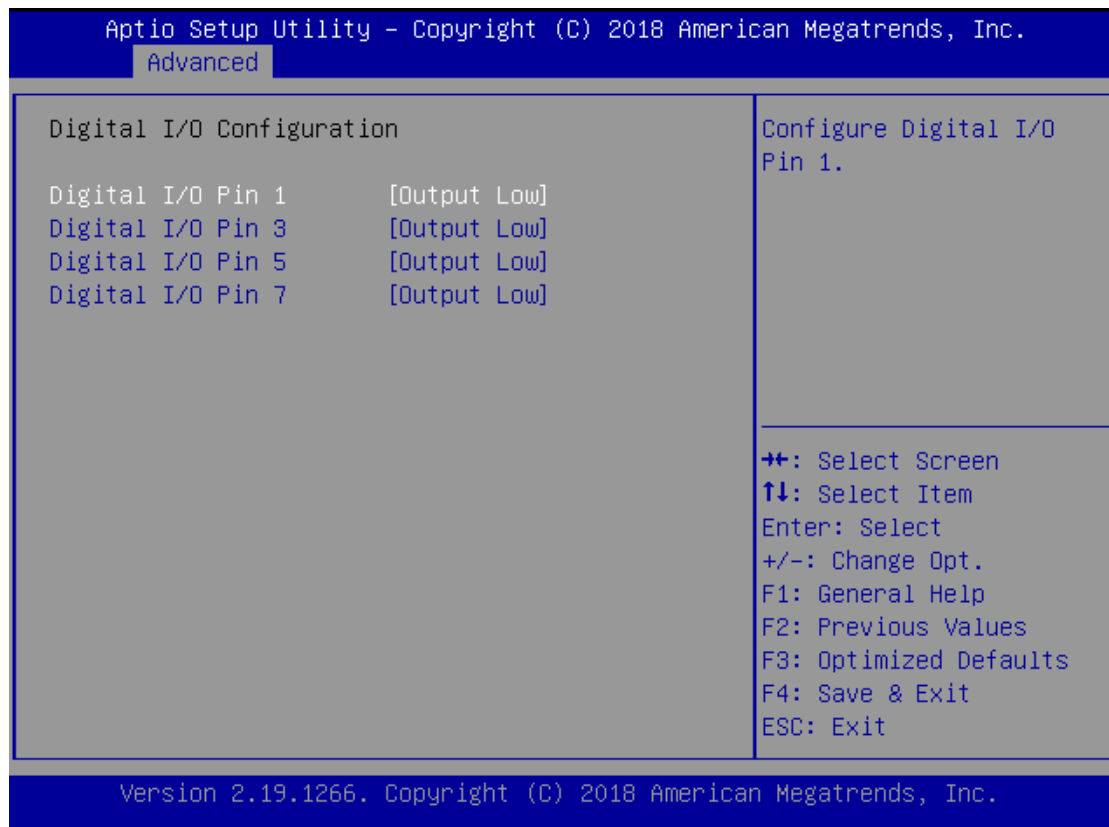 Aptio Setup Utility – Copyright (C) 2018 American Megatrends, Inc.
Advanced
Digital I/O Configuration
Digital I/O Pin 1 [Output Low]
Digital I/O Pin 3 [Output Low]
Digital I/O Pin 5 [Output Low]
Digital I/O Pin 7 [Output Low]
Configure Digital I/O
Pin 1.
→←: Select Screen
↑↓: Select Item
Enter: Select
+/-: Change Opt.
F1: General Help
F2: Previous Values
F3: Optimized Defaults
F4: Save & Exit
ESC: Exit
Version 2.19.1266. Copyright (C) 2018 American Megatrends, Inc.